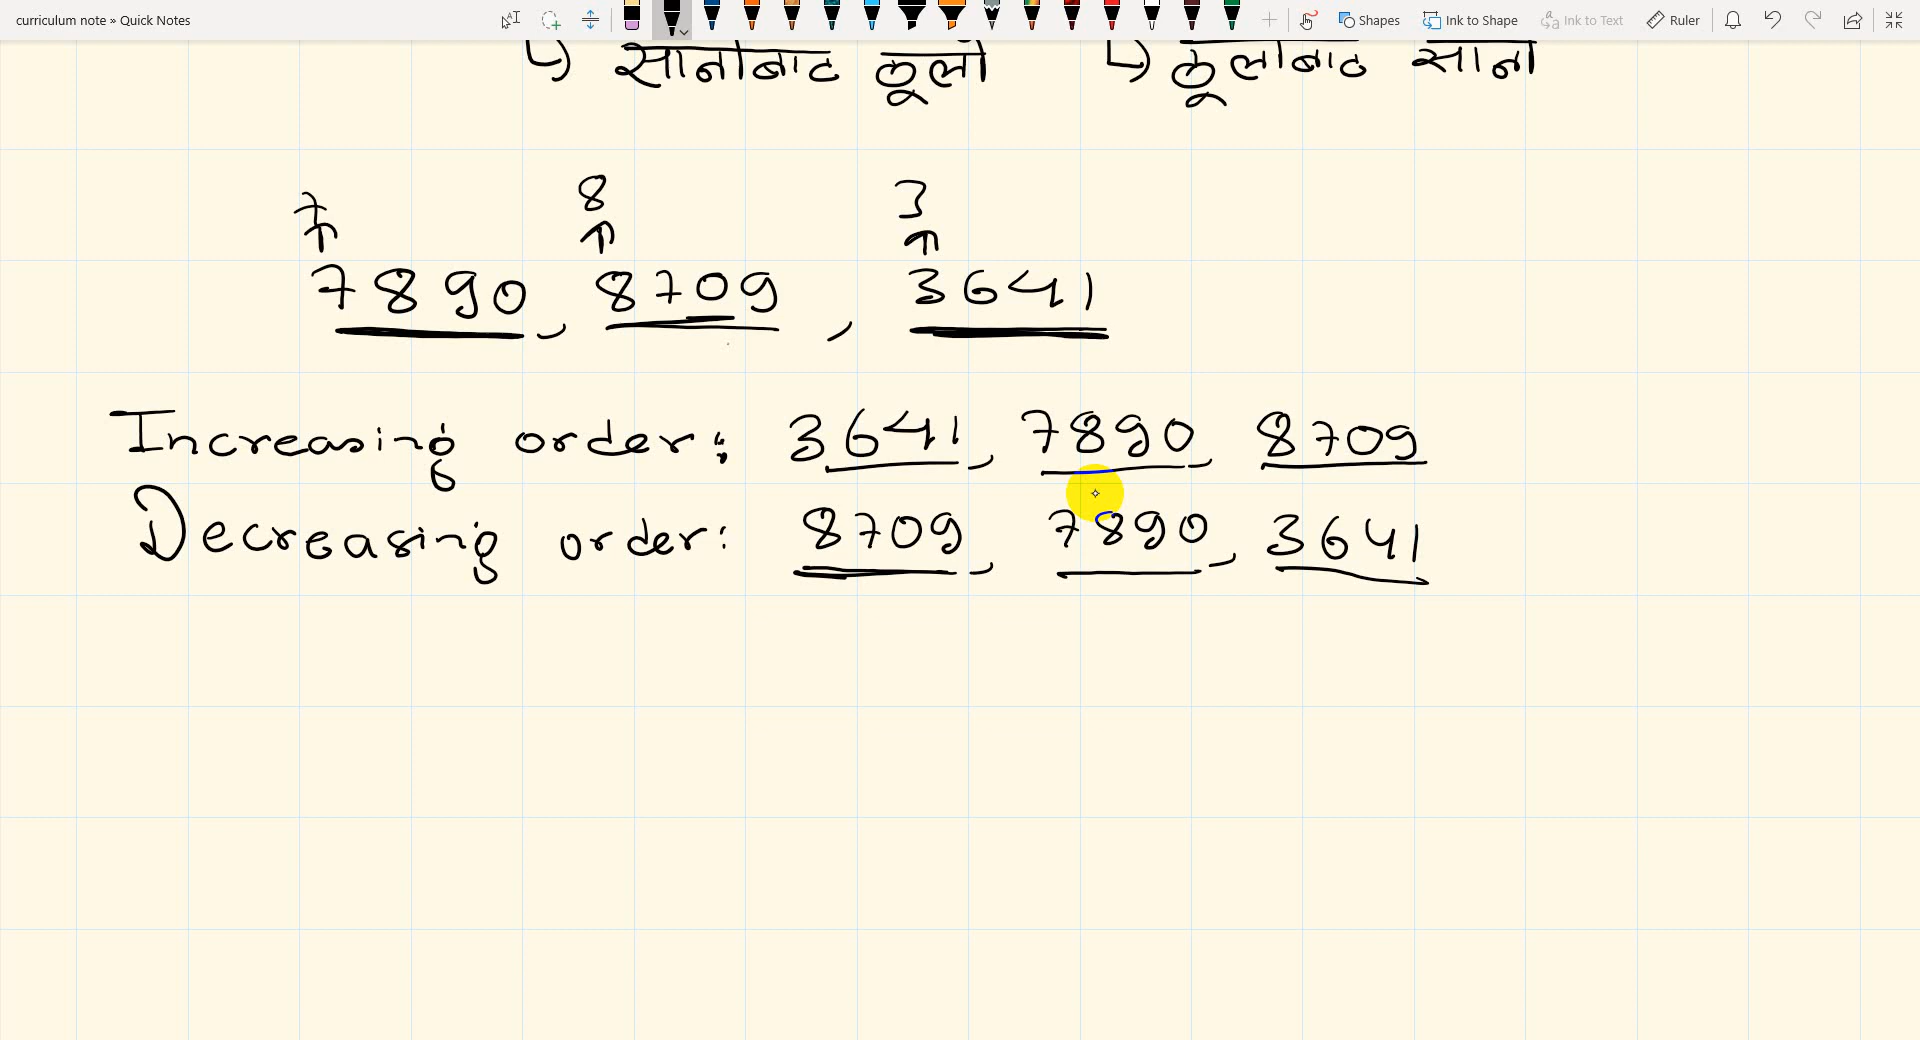 curriculum note » Quick Notes Shapes Ink to Shape Ink to Text Ruler
↳ सानोबाट ठूलो ↳ ठूलोबाट सानो
7 8 3
7890, 8709, 3641
Increasing order: 3641, 7890, 8709
Decreasing order: 8709, 7890, 3641